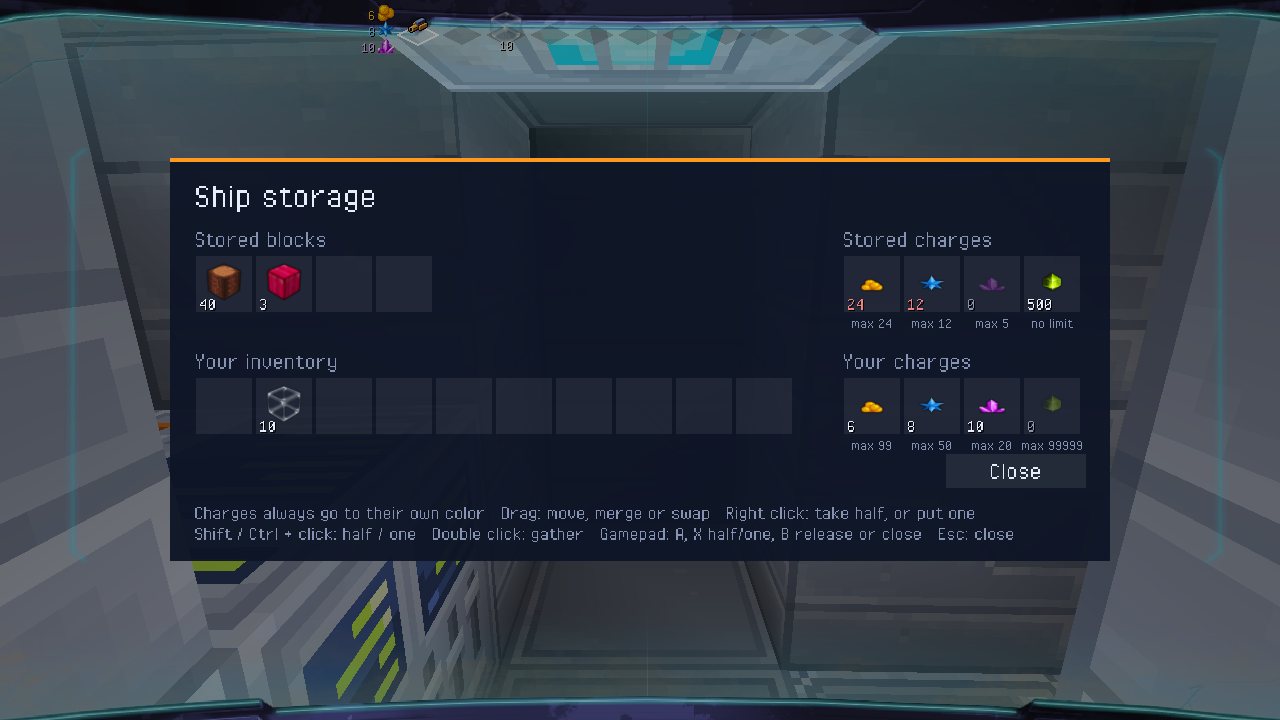 6
8
10
10
Ship storage
Stored blocks
Stored charges
40
3
24
12
0
500
max 24
max 12
max 5
no limit
Your inventory
Your charges
10
6
8
10
0
max 99
max 50
max 20
max 99999
Close
Charges always go to their own color   Drag: move, merge or swap   Right click: take half, or put one
Shift / Ctrl + click: half / one   Double click: gather   Gamepad: A, X half/one, B release or close   Esc: close